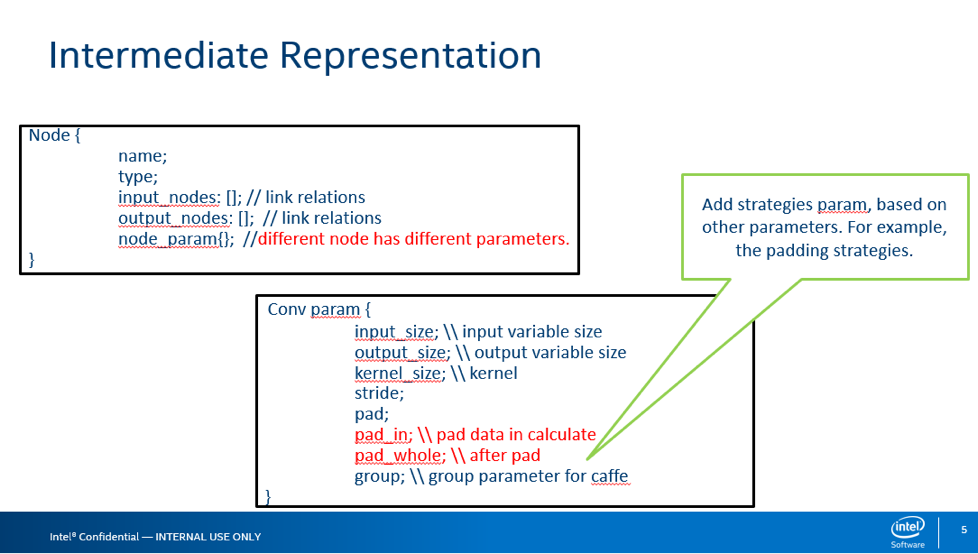 Intermediate Representation
Node {
name;
type;
input_nodes: []; // link relations
output_nodes: []; // link relations
node_param{}; //different node has different parameters.
}
Add strategies param, based on
other parameters. For example,
the padding strategies.
Conv param {
input_size; \\ input variable size
output_size; \\ output variable size
kernel_size; \\ kernel
stride;
pad;
pad_in; \\ pad data in calculate
pad_whole; \\ after pad
group; \\ group parameter for caffe
}
Intel® Confidential — INTERNAL USE ONLY
intel
Software
5